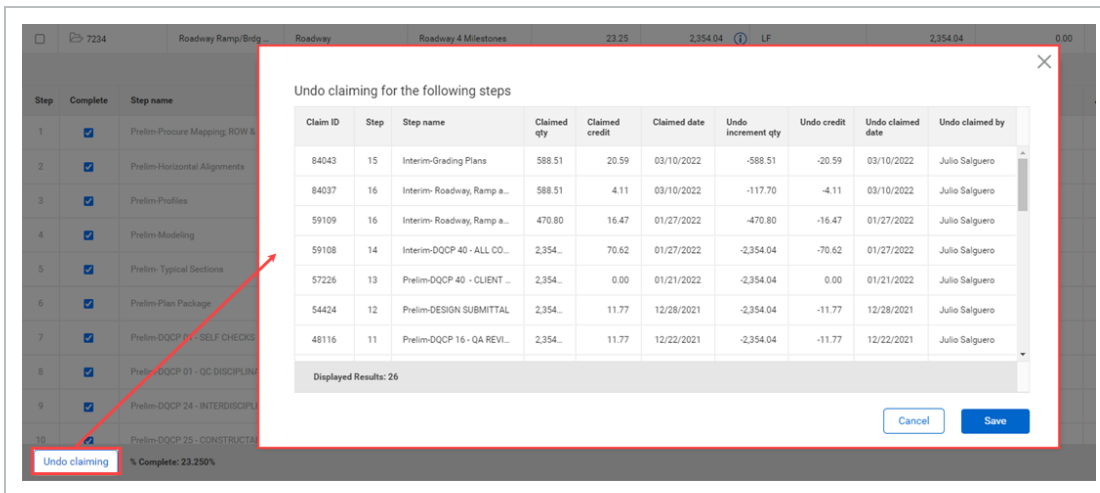 7234 Roadway Ramp/Brdg ... Roadway Roadway 4 Milestones 23.25 2,354.04 LF 2,354.04 0.00
Undo claiming for the following steps
Claim ID Step Step name Claimed qty Claimed credit Claimed date Undo increment qty Undo credit Undo claimed date Undo claimed by
84043 15 Interim-Grading Plans 588.51 20.59 03/10/2022 -588.51 -20.59 03/10/2022 Julio Salguero
84037 16 Interim- Roadway, Ramp a... 588.51 4.11 03/10/2022 -117.70 -4.11 03/10/2022 Julio Salguero
59109 16 Interim- Roadway, Ramp a... 470.80 16.47 01/27/2022 -470.80 -16.47 01/27/2022 Julio Salguero
59108 14 Interim-DQCP 40 - ALL CO... 2,354... 70.62 01/27/2022 -2,354.04 -70.62 01/27/2022 Julio Salguero
57226 13 Prelim-DQCP 40 - CLIENT ... 2,354... 0.00 01/21/2022 -2,354.04 0.00 01/21/2022 Julio Salguero
54424 12 Prelim-DESIGN SUBMITTAL 2,354... 11.77 12/28/2021 -2,354.04 -11.77 12/28/2021 Julio Salguero
48116 11 Prelim-DQCP 16 - QA REVI... 2,354... 11.77 12/22/2021 -2,354.04 -11.77 12/22/2021 Julio Salguero
Displayed Results: 26
Cancel Save
Step Complete Step name
1 Prelim-Procure Mapping; ROW &
2 Prelim-Horizontal Alignments
3 Prelim-Profiles
4 Prelim-Modeling
5 Prelim- Typical Sections
6 Prelim-Plan Package
7 Prelim-DQCP - SELF CHECKS
8 Prelim-DQCP 01 - QC DISCIPLINA
9 Prelim-DQCP 24 - INTERDISCIPLI
10 Prelim-DQCP 25 - CONSTRUCTA
Undo claiming % Complete: 23.250%